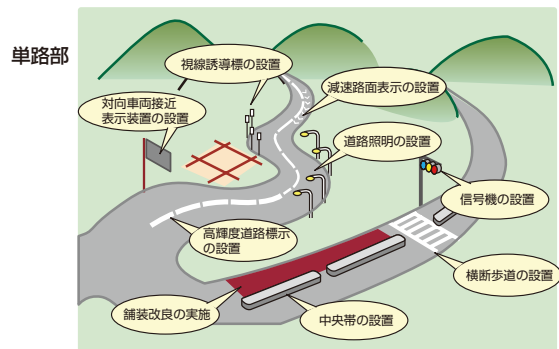 単路部
視線誘導標の設置
減速路面表示の設置
対向車両接近
表示装置の設置
道路照明の設置
信号機の設置
高輝度道路標示
の設置
横断歩道の設置
舗装改良の実施
中央帯の設置